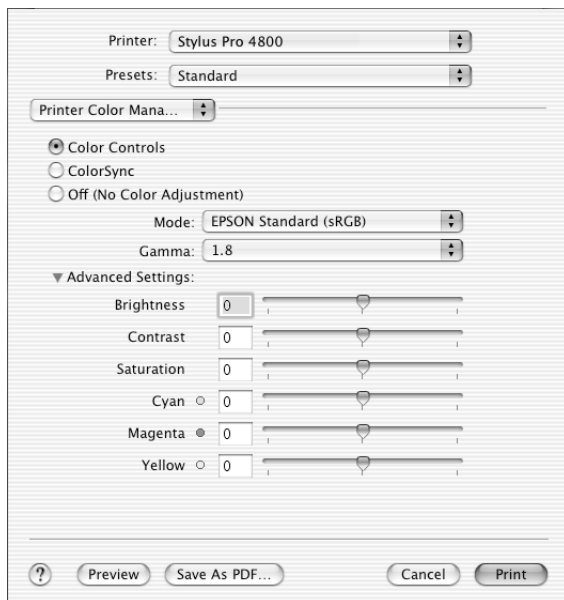 Printer: Stylus Pro 4800
Presets: Standard
Printer Color Mana...
Color Controls
ColorSync
Off (No Color Adjustment)
Mode: EPSON Standard (sRGB)
Gamma: 1.8
Advanced Settings:
Brightness 0
Contrast 0
Saturation 0
Cyan 0
Magenta 0
Yellow 0
? Preview Save As PDF... Cancel Print